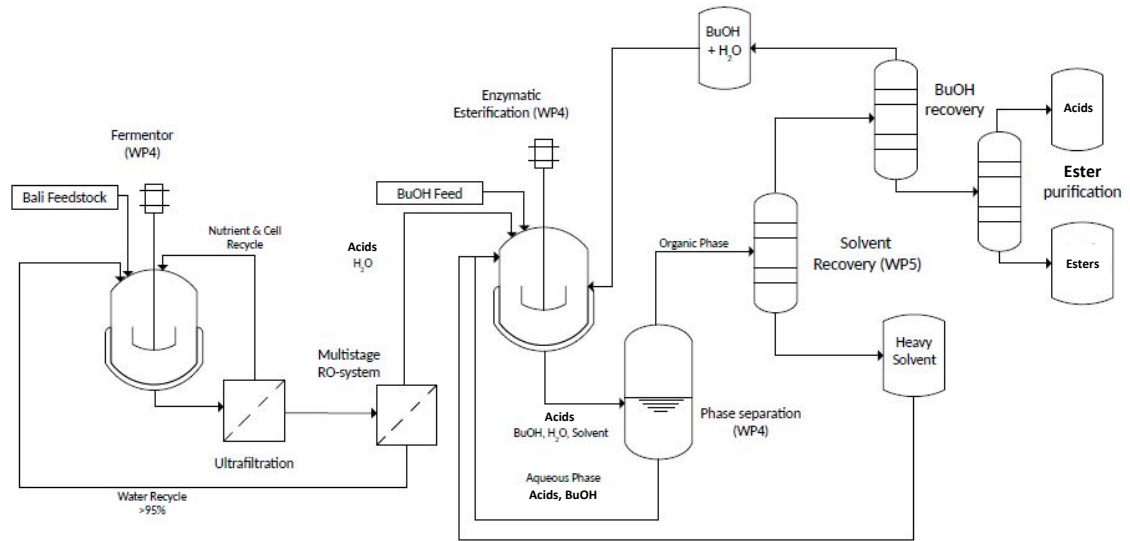 BuOH
+ H2O
Enzymatic
Esterification (WP4)
BuOH
recovery
Acids
Fermentor
(WP4)
Ester
purification
Bali Feedstock
BuOH Feed
Nutrient & Cell
Recycle
Acids
H2O
Organic Phase
Solvent
Recovery (WP5)
Esters
Multistage
RO-system
Heavy
Solvent
Acids
BuOH, H2O, Solvent
Phase separation
(WP4)
Ultrafiltration
Aqueous Phase
Acids, BuOH
Water Recycle
>95%